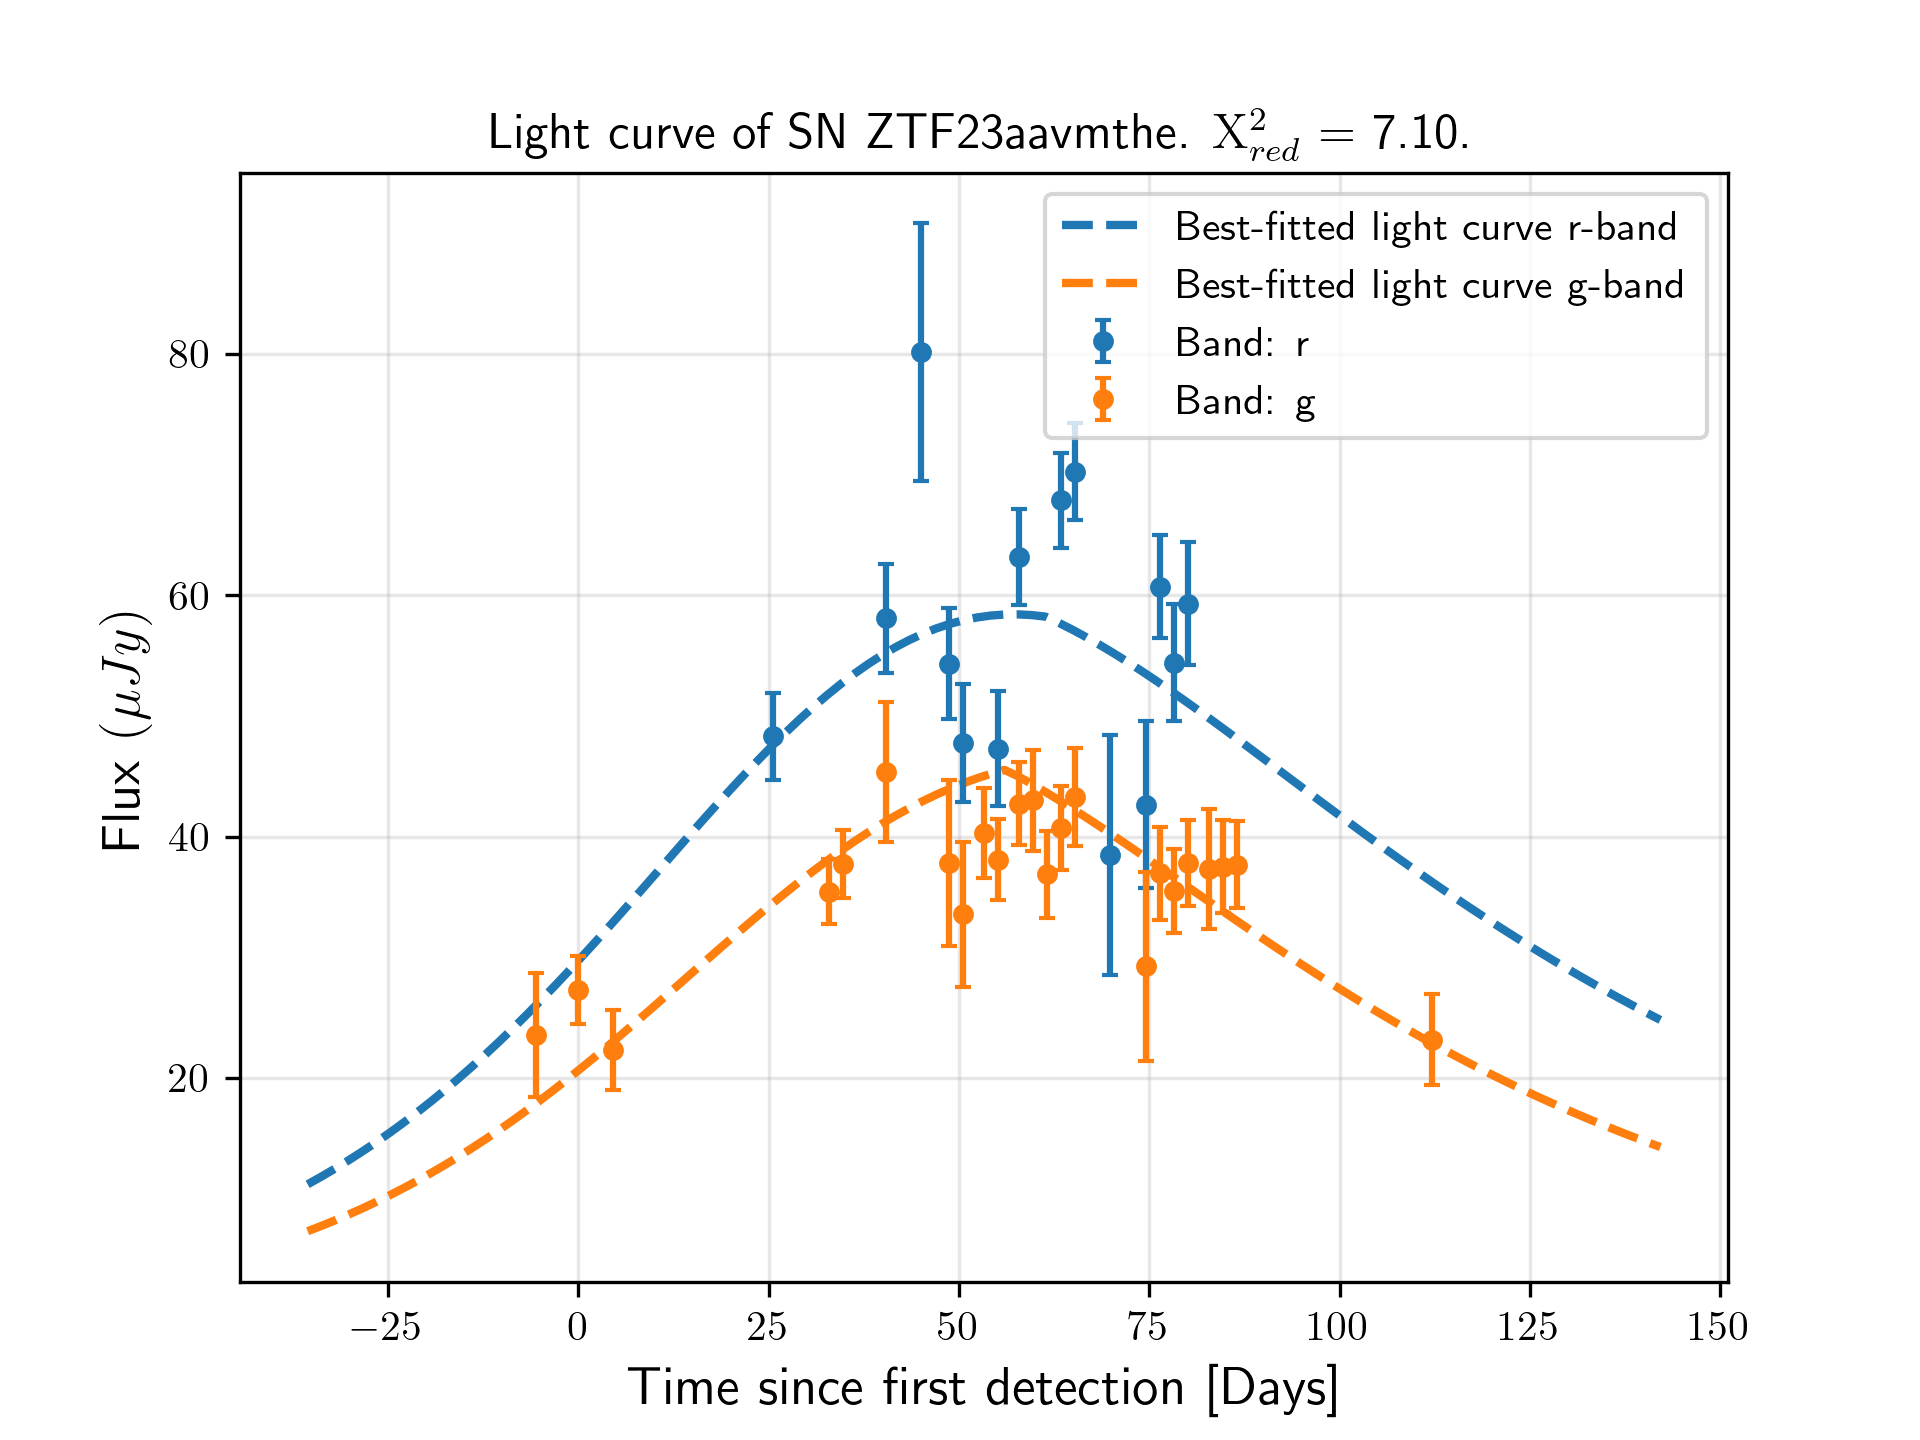 Light curve of SN ZTF23aavmthe. X²_red = 7.10.
Best-fitted light curve r-band
Best-fitted light curve g-band
Band: r
Band: g
Flux (μJy)
80
60
40
20
−25 0 25 50 75 100 125 150
Time since first detection [Days]